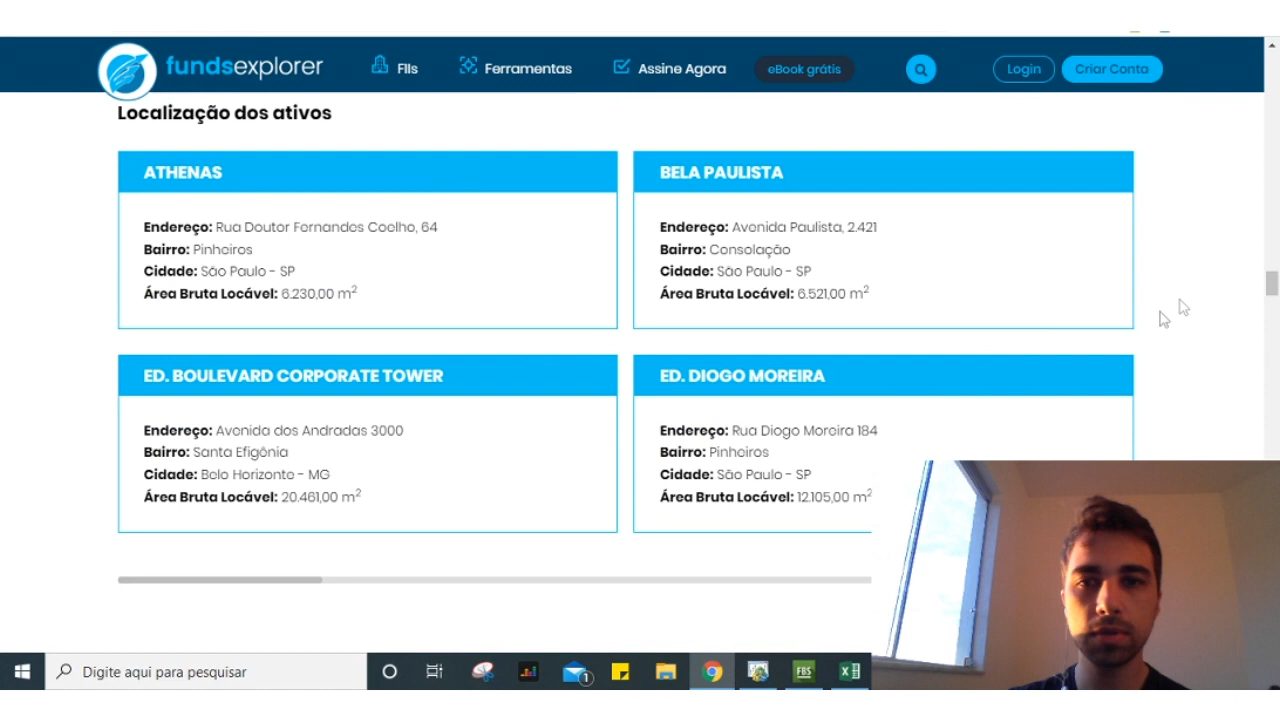 fundsexplorer
FIIs
Ferramentas
Assine Agora
eBook grátis
Login
Criar Conta
Localização dos ativos
ATHENAS
Endereço: Rua Doutor Fernandes Coelho, 64
Bairro: Pinheiros
Cidade: São Paulo - SP
Área Bruta Locável: 6.230,00 m²
BELA PAULISTA
Endereço: Avenida Paulista, 2.421
Bairro: Consolação
Cidade: São Paulo - SP
Área Bruta Locável: 6.521,00 m²
ED. BOULEVARD CORPORATE TOWER
Endereço: Avenida dos Andradas 3000
Bairro: Santa Efigênia
Cidade: Belo Horizonte - MG
Área Bruta Locável: 20.461,00 m²
ED. DIOGO MOREIRA
Endereço: Rua Diogo Moreira 184
Bairro: Pinheiros
Cidade: São Paulo - SP
Área Bruta Locável: 12.105,00 m²
Digite aqui para pesquisar
1
FBS